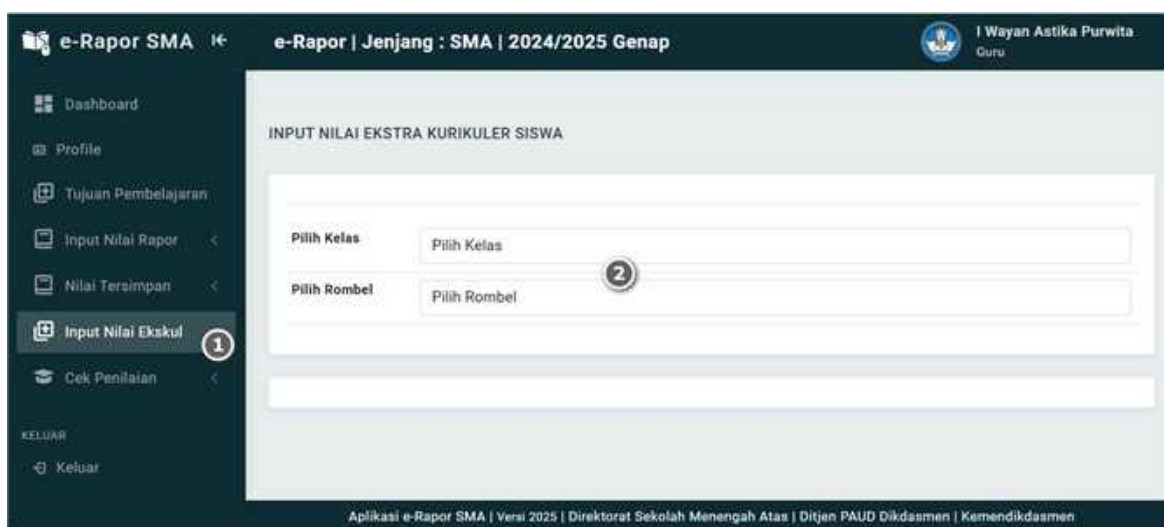 e-Rapor SMA
e-Rapor | Jenjang : SMA | 2024/2025 Genap
I Wayan Astika Purwita
Guru
Dashboard
Profile
Tujuan Pembelajaran
Input Nilai Rapor
Nilai Tersimpan
Input Nilai Ekskul
1
Cek Penilaian
KELUAR
Keluar
INPUT NILAI EKSTRA KURIKULER SISWA
Pilih Kelas
Pilih Kelas
2
Pilih Rombel
Pilih Rombel
Aplikasi e-Rapor SMA | Versi 2025 | Direktorat Sekolah Menengah Atas | Ditjen PAUD Dikdasmen | Kemendikdasmen